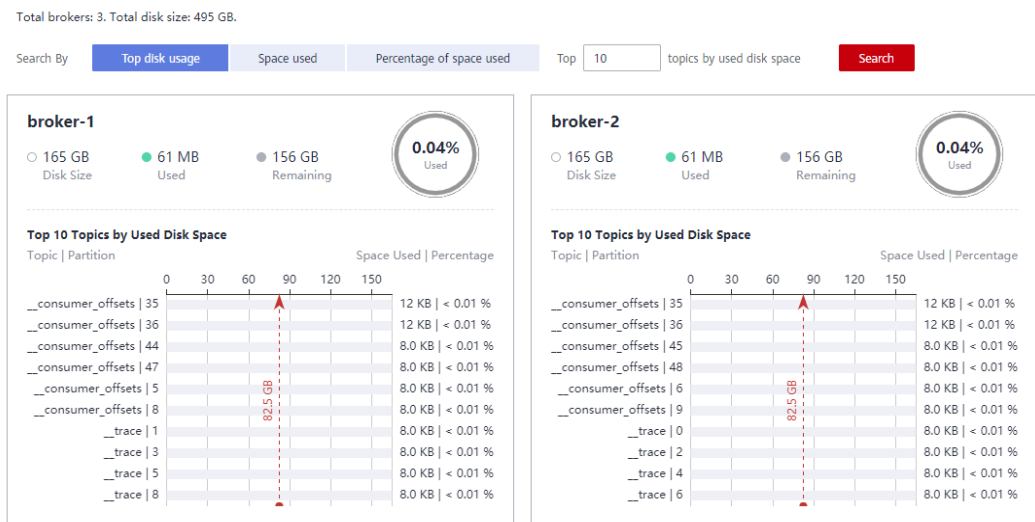 Total brokers: 3. Total disk size: 495 GB.
Search By Top disk usage Space used Percentage of space used Top 10 topics by used disk space Search
broker-1
165 GB 61 MB 156 GB
Disk Size Used Remaining
0.04%
Used
Top 10 Topics by Used Disk Space
Topic | Partition Space Used | Percentage
0 30 60 90 120 150
__consumer_offsets | 35 12 KB | < 0.01 %
__consumer_offsets | 36 12 KB | < 0.01 %
__consumer_offsets | 44 8.0 KB | < 0.01 %
__consumer_offsets | 47 8.0 KB | < 0.01 %
__consumer_offsets | 5 8.0 KB | < 0.01 %
__consumer_offsets | 8 8.0 KB | < 0.01 %
__trace | 1 8.0 KB | < 0.01 %
__trace | 3 8.0 KB | < 0.01 %
__trace | 5 8.0 KB | < 0.01 %
__trace | 8 8.0 KB | < 0.01 %
82.5 GB
broker-2
165 GB 61 MB 156 GB
Disk Size Used Remaining
0.04%
Used
Top 10 Topics by Used Disk Space
Topic | Partition Space Used | Percentage
0 30 60 90 120 150
__consumer_offsets | 35 12 KB | < 0.01 %
__consumer_offsets | 36 12 KB | < 0.01 %
__consumer_offsets | 45 8.0 KB | < 0.01 %
__consumer_offsets | 48 8.0 KB | < 0.01 %
__consumer_offsets | 6 8.0 KB | < 0.01 %
__consumer_offsets | 9 8.0 KB | < 0.01 %
__trace | 0 8.0 KB | < 0.01 %
__trace | 2 8.0 KB | < 0.01 %
__trace | 4 8.0 KB | < 0.01 %
__trace | 6 8.0 KB | < 0.01 %
82.5 GB